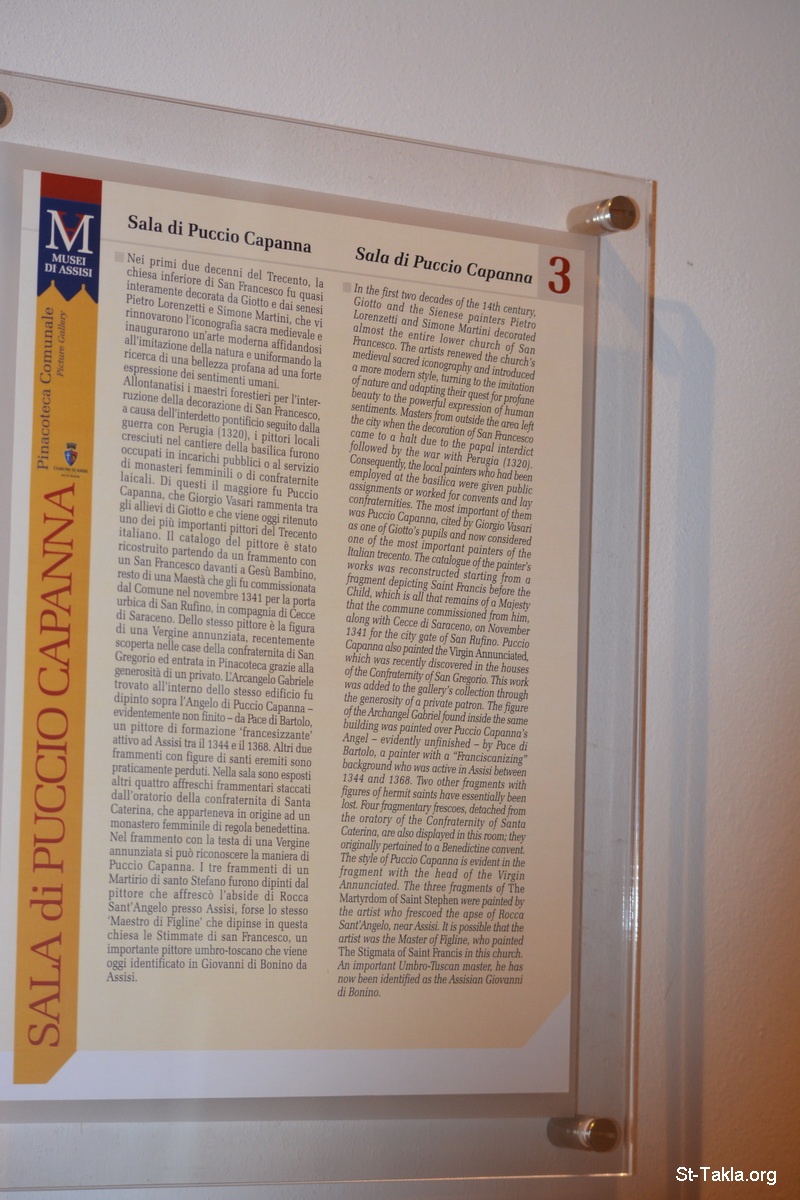 MUSEI
DI ASSISI
Pinacoteca Comunale
Picture Gallery
SALA di PUCCIO CAPANNA
Sala di Puccio Capanna
Nei primi due decenni del Trecento, la
chiesa inferiore di San Francesco fu quasi
interamente decorata da Giotto e dai senesi
Pietro Lorenzetti e Simone Martini, che vi
rinnovarono l'iconografia sacra medievale e
inaugurarono un'arte moderna affidandosi
all'imitazione della natura e uniformando la
ricerca di una bellezza profana ad una forte
espressione dei sentimenti umani.
Allontanatisi i maestri forestieri per l'inter-
ruzione della decorazione di San Francesco,
a causa dell'interdetto pontificio seguito dalla
guerra con Perugia (1320), i pittori locali
cresciuti nel cantiere della basilica furono
occupati in incarichi pubblici o al servizio
di monasteri femminili o di confraternite
laicali. Di questi il maggiore fu Puccio
Capanna, che Giorgio Vasari rammenta tra
gli allievi di Giotto e che viene oggi ritenuto
uno dei più importanti pittori del Trecento
italiano. Il catalogo del pittore è stato
ricostruito partendo da un frammento con
un San Francesco davanti a Gesù Bambino,
resto di una Maestà che gli fu commissionata
dal Comune nel novembre 1341 per la porta
urbica di San Rufino, in compagnia di Cecce
di Saraceno. Dello stesso pittore è la figura
di una Vergine annunziata, recentemente
scoperta nelle case della confraternita di San
Gregorio ed entrata in Pinacoteca grazie alla
generosità di un privato. L'Arcangelo Gabriele
trovato all'interno dello stesso edificio fu
dipinto sopra l'Angelo di Puccio Capanna –
evidentemente non finito – da Pace di Bartolo,
un pittore di formazione 'francesizzante'
attivo ad Assisi tra il 1344 e il 1368. Altri due
frammenti con figure di santi eremiti sono
praticamente perduti. Nella sala sono esposti
altri quattro affreschi frammentari staccati
dall'oratorio della confraternita di Santa
Caterina, che apparteneva in origine ad un
monastero femminile di regola benedettina.
Nel frammento con la testa di una Vergine
annunziata si può riconoscere la maniera di
Puccio Capanna. I tre frammenti di un
Martirio di santo Stefano furono dipinti dal
pittore che affrescò l'abside di Rocca
Sant'Angelo presso Assisi, forse lo stesso
'Maestro di Figline' che dipinse in questa
chiesa le Stimmate di san Francesco, un
importante pittore umbro-toscano che viene
oggi identificato in Giovanni di Bonino da
Assisi.
Sala di Puccio Capanna
3
In the first two decades of the 14th century,
Giotto and the Sienese painters Pietro
Lorenzetti and Simone Martini decorated
almost the entire lower church of San
Francesco. The artists renewed the church's
medieval sacred iconography and introduced
a more modern style, turning to the imitation
of nature and adapting their quest for profane
beauty to the powerful expression of human
sentiments. Masters from outside the area left
the city when the decoration of San Francesco
came to a halt due to the papal interdict
followed by the war with Perugia (1320).
Consequently, the local painters who had been
employed at the basilica were given public
assignments or worked for convents and lay
confraternities. The most important of them
was Puccio Capanna, cited by Giorgio Vasari
as one of Giotto's pupils and now considered
one of the most important painters of the
Italian trecento. The catalogue of the painter's
works was reconstructed starting from a
fragment depicting Saint Francis before the
Child, which is all that remains of a Majesty
that the commune commissioned from him,
along with Cecce di Saraceno, on November
1341 for the city gate of San Rufino. Puccio
Capanna also painted the Virgin Annunciated,
which was recently discovered in the houses
of the Confraternity of San Gregorio. This work
was added to the gallery's collection through
the generosity of a private patron. The figure
of the Archangel Gabriel found inside the same
building was painted over Puccio Capanna's
Angel – evidently unfinished – by Pace di
Bartolo, a painter with a "Franciscanizing"
background who was active in Assisi between
1344 and 1368. Two other fragments with
figures of hermit saints have essentially been
lost. Four fragmentary frescoes, detached from
the oratory of the Confraternity of Santa
Caterina, are also displayed in this room; they
originally pertained to a Benedictine convent.
The style of Puccio Capanna is evident in the
fragment with the head of the Virgin
Annunciated. The three fragments of The
Martyrdom of Saint Stephen were painted by
the artist who frescoed the apse of Rocca
Sant'Angelo, near Assisi. It is possible that the
artist was the Master of Figline, who painted
The Stigmata of Saint Francis in this church.
An important Umbro-Tuscan master, he has
now been identified as the Assisian Giovanni
di Bonino.
St-Takla.org